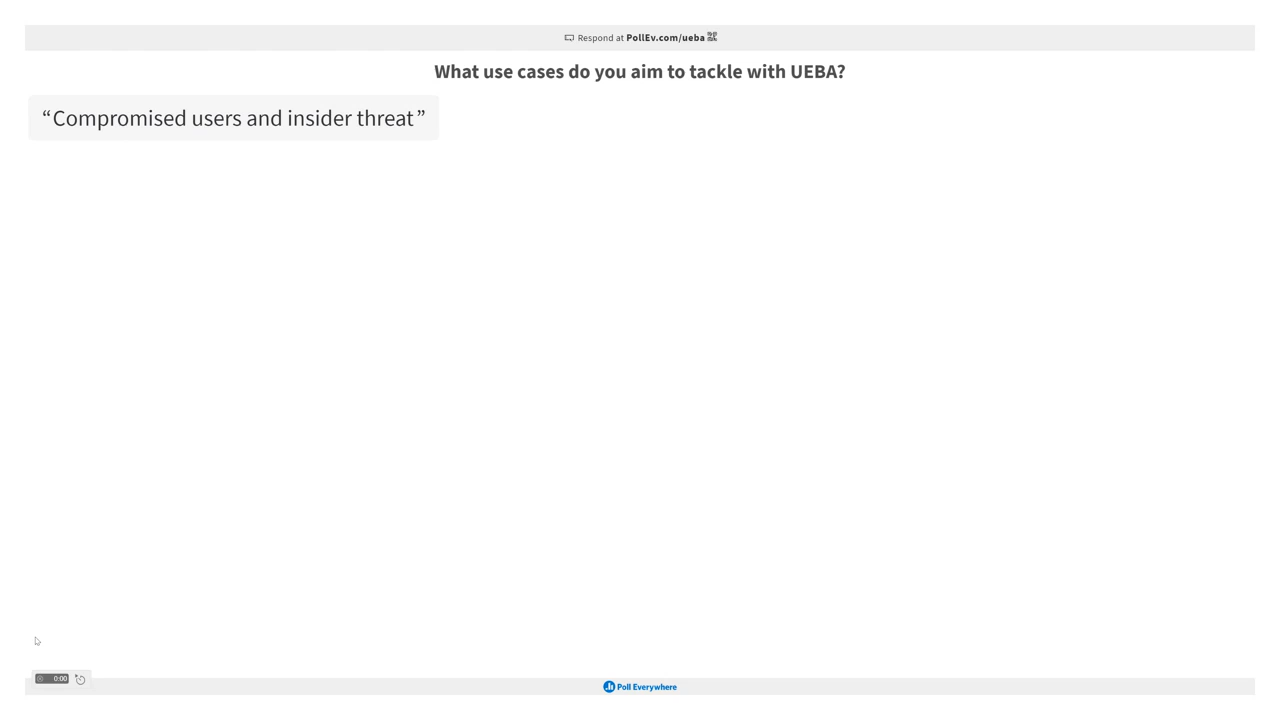 Respond at PollEv.com/ueba
What use cases do you aim to tackle with UEBA?
“Compromised users and insider threat”
0:00
Poll Everywhere